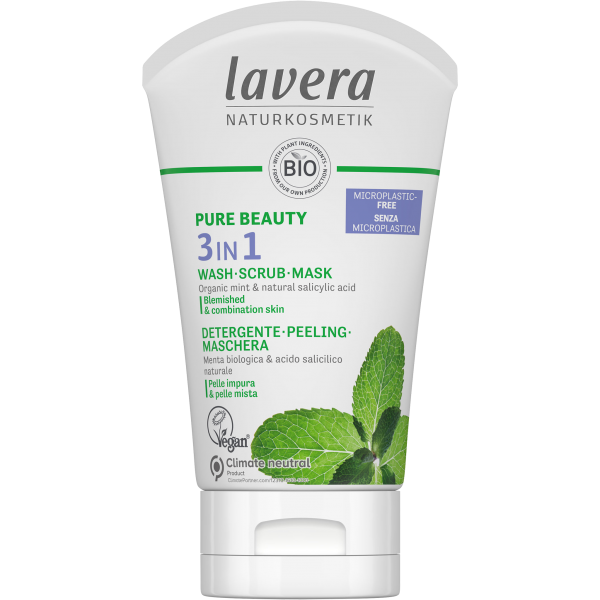 lavera
NATURKOSMETIK
• WITH PLANT INGREDIENTS •
FROM OUR OWN PRODUCTION
BIO
MICROPLASTIC-
FREE
SENZA
MICROPLASTICA
PURE BEAUTY
3 IN 1
WASH·SCRUB·MASK
Organic mint & natural salicylic acid
Blemished
& combination skin
DETERGENTE·PEELING·
MASCHERA
Menta biologica & acido salicilico
naturale
Pelle impura
& pelle mista
Vegan
Climate neutral
Product